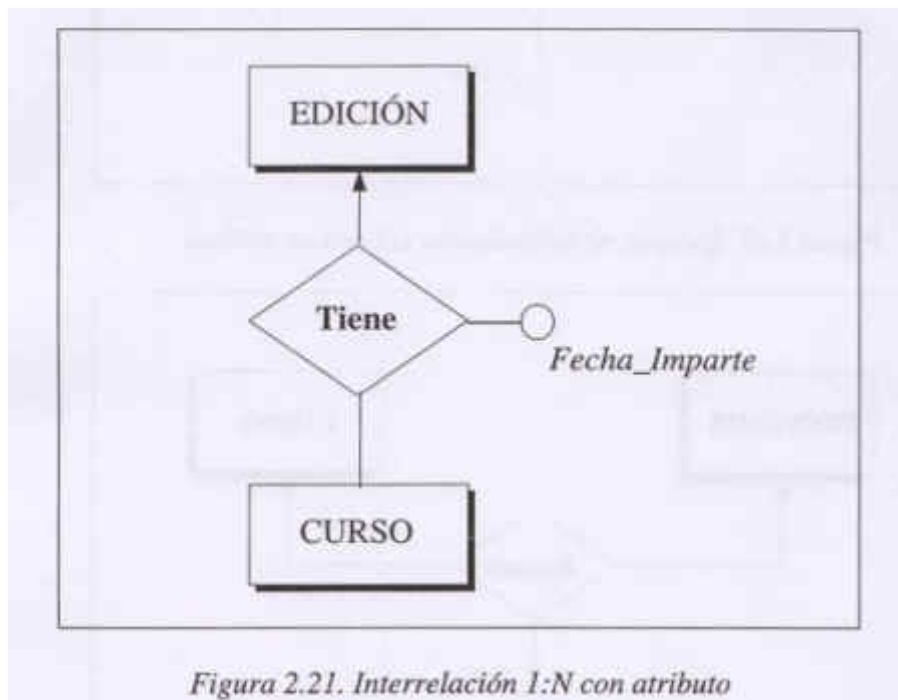 EDICIÓN
Tiene
Fecha_Imparte
CURSO
Figura 2.21. Interrelación 1:N con atributo